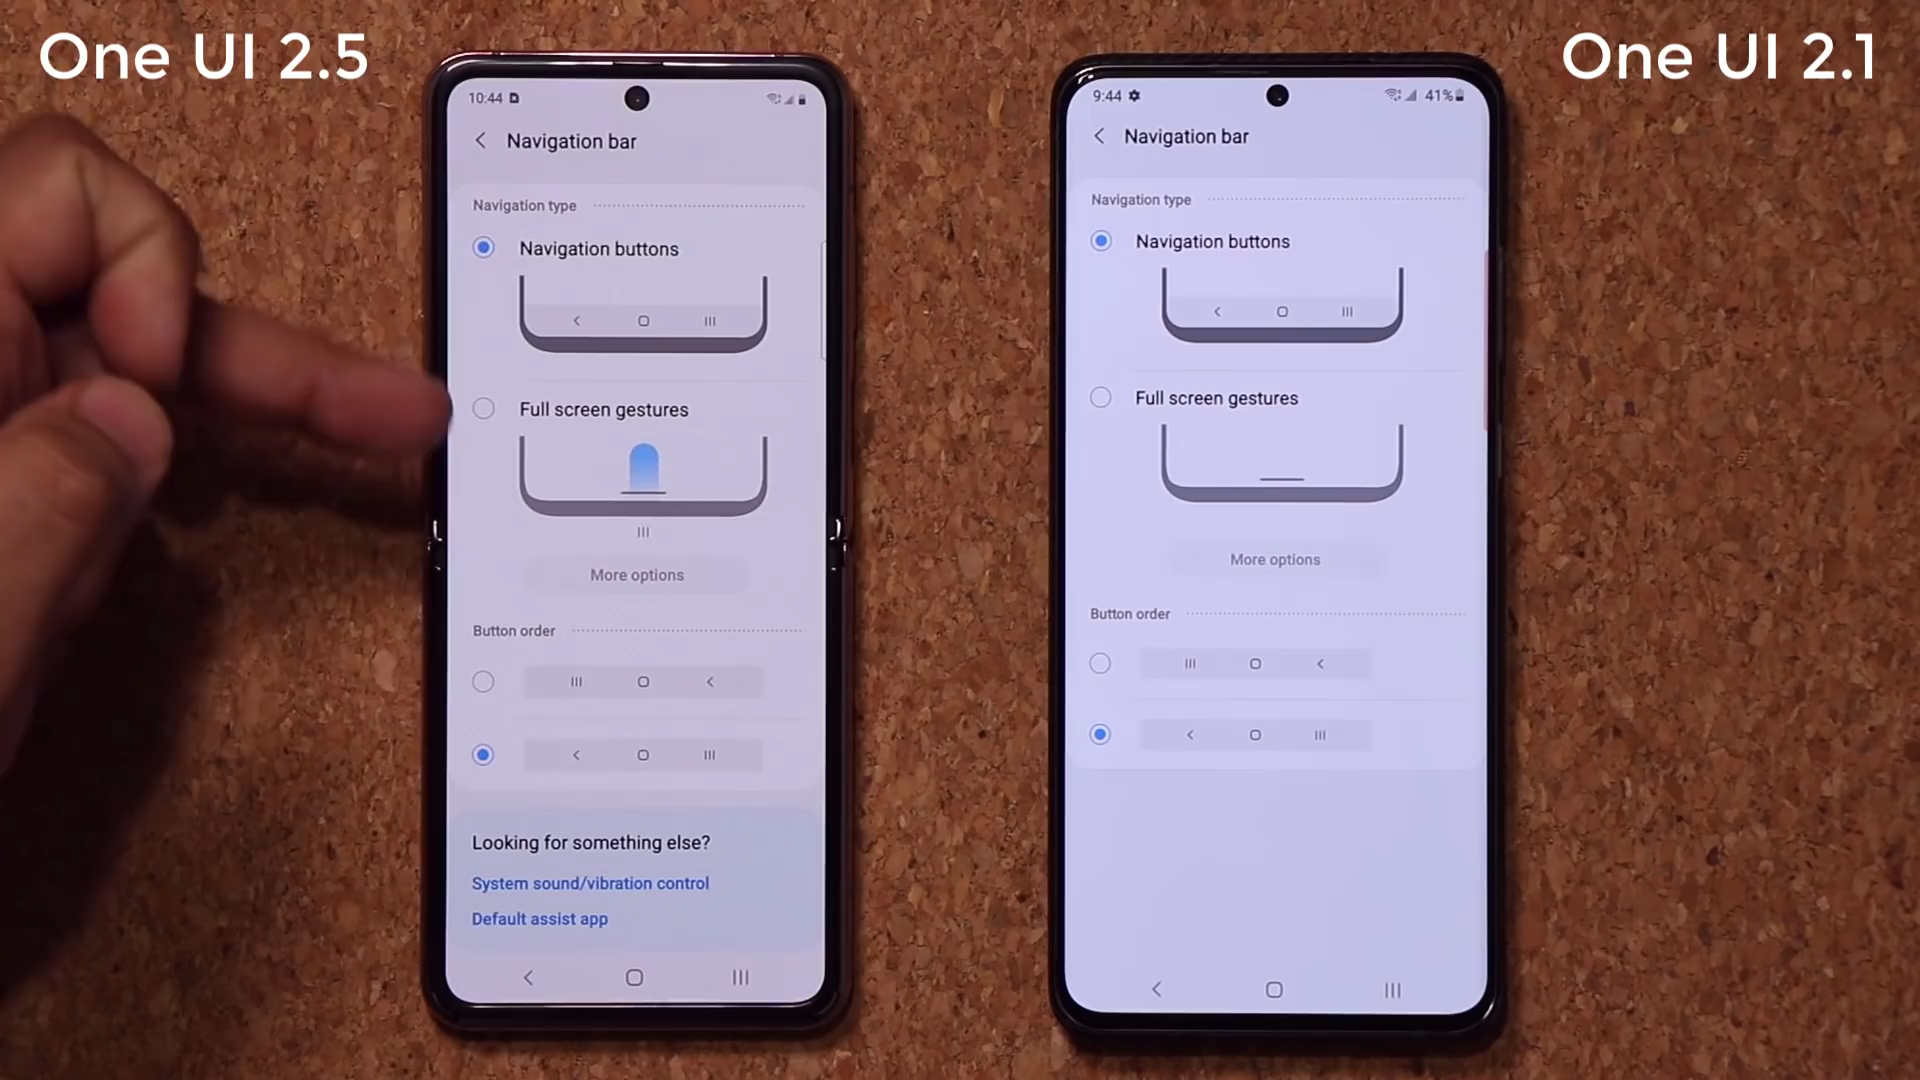 One UI 2.5
One UI 2.1
10:44
Navigation bar
Navigation type
Navigation buttons
Full screen gestures
More options
Button order
Looking for something else?
System sound/vibration control
Default assist app
9:44
41%
Navigation bar
Navigation type
Navigation buttons
Full screen gestures
More options
Button order